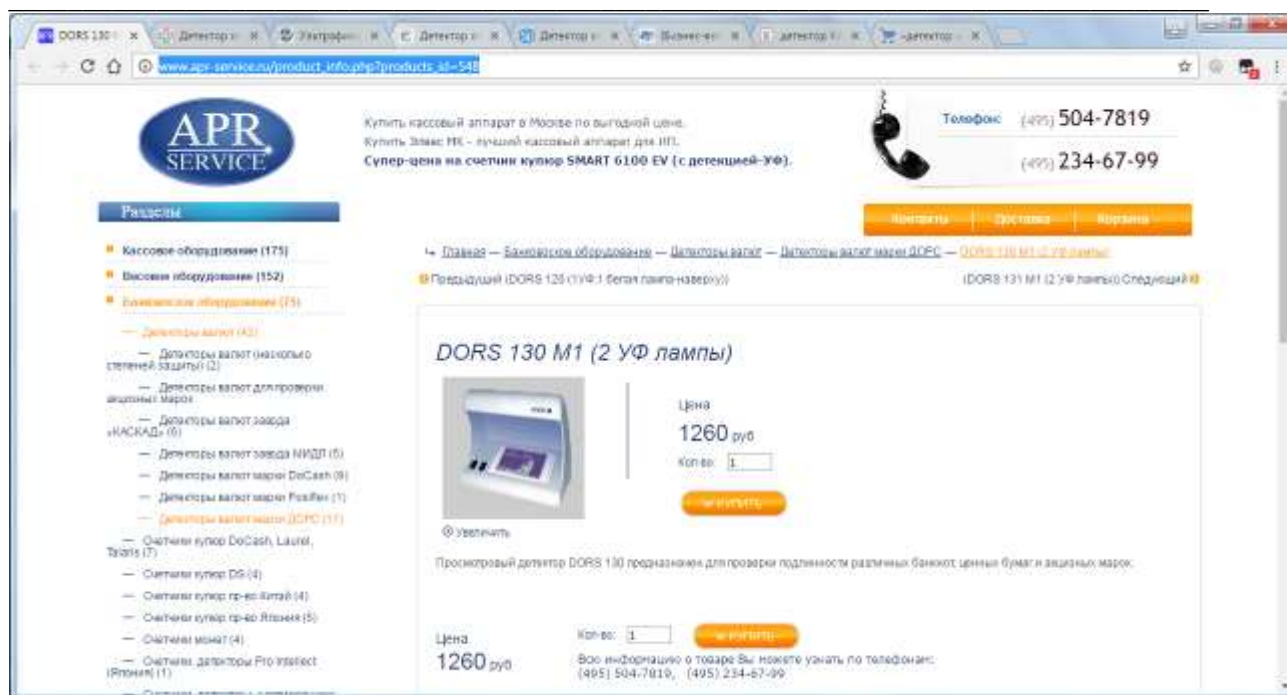 DORS 130
Детектор
Детектор
Детектор
www.apr-service.ru/product_info.php?products_id=548
APR
SERVICE
Купить кассовый аппарат в Москве по выгодной цене.
Купить Элвес МК - лучший кассовый аппарат для ИП.
Супер-цена на счетчик купюр SMART 6100 EV (с детекцией-УФ).
Телефон: (495) 504-7819
(495) 234-67-99
Разделы
Контакты Доставка Корзина
Кассовое оборудование (175)
Весовое оборудование (152)
Банковское оборудование (75)
Главная — Банковское оборудование — Детекторы валют — Детекторы валют марки ДОРС — DORS 130 M1 (2 УФ лампы)
Предыдущий (DORS 125 (1УФ,1 белая лампа-наверху))
(DORS 131 M1 (2 УФ лампы)) Следующий
— Детекторы валют (43)
— Детекторы валют (несколько
степеней защиты) (2)
— Детекторы валют для проверки
акцизных марок
— Детекторы валют завода
«КАСКАД» (6)
— Детекторы валют завода МИДЛ (5)
— Детекторы валют марки DoCash (9)
— Детекторы валют марки Posiflex (1)
— Детекторы валют марки ДОРС (17)
— Счетчики купюр DoCash, Laurel,
Talaris (7)
— Счетчики купюр DS (4)
— Счетчики купюр пр-во Китай (4)
— Счетчики купюр пр-во Япония (5)
— Счетчики монет (4)
— Счетчики, детекторы Pro Intellect
(Япония) (1)
DORS 130 M1 (2 УФ лампы)
Цена
1260 руб
Кол-во: 1
КУПИТЬ
Увеличить
Просмотровый детектор DORS 130 предназначен для проверки подлинности различных банкнот, ценных бумаг и акцизных марок.
Цена
1260 руб
Кол-во: 1
КУПИТЬ
Всю информацию о товаре Вы можете узнать по телефонам:
(495) 504-7819, (495) 234-67-99